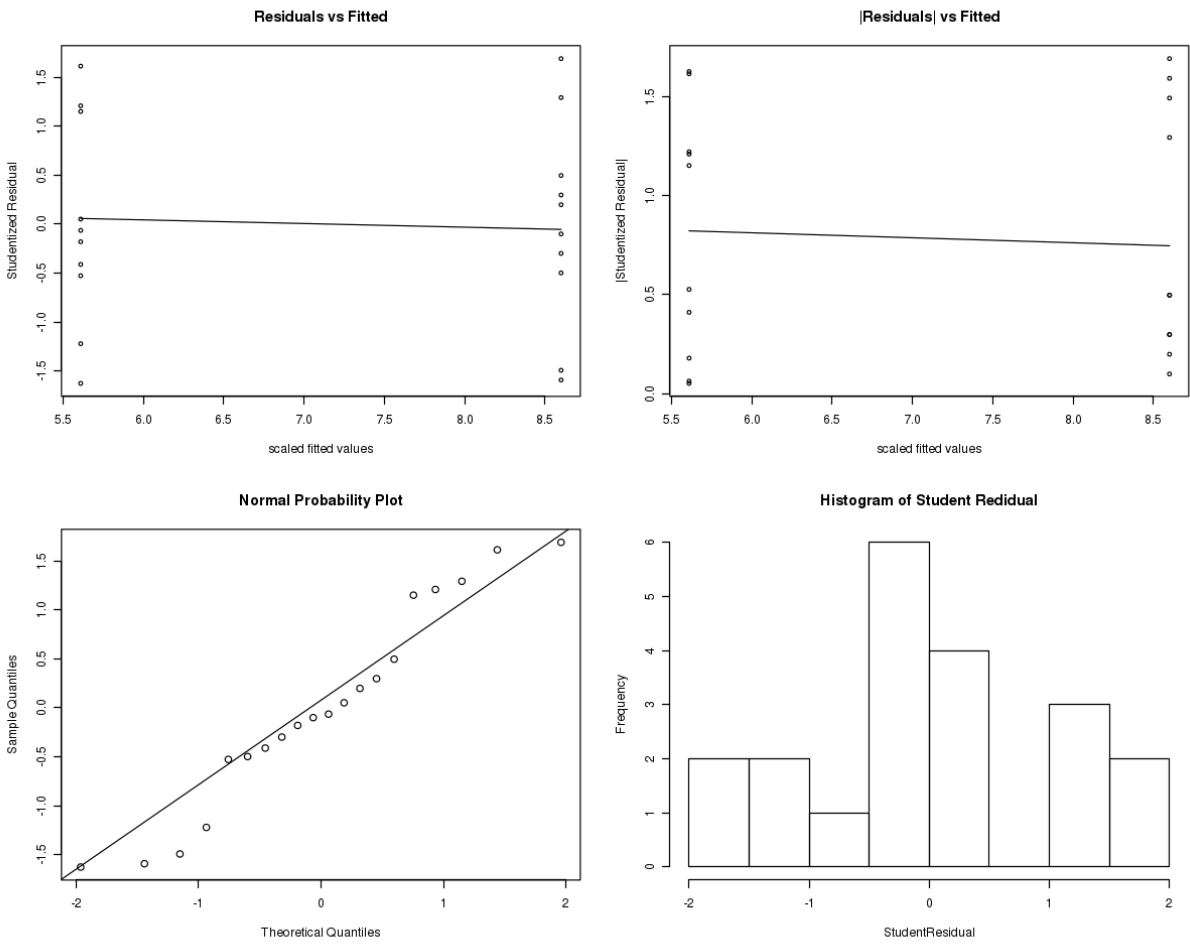 Residuals vs Fitted
Studentized Residual
1.5
1.0
0.5
0.0
-0.5
-1.0
-1.5
5.5 6.0 6.5 7.0 7.5 8.0 8.5
scaled fitted values
|Residuals| vs Fitted
|Studentized Residual|
1.5
1.0
0.5
0.0
5.5 6.0 6.5 7.0 7.5 8.0 8.5
scaled fitted values
Normal Probability Plot
Sample Quantiles
1.5
1.0
0.5
0.0
-0.5
-1.0
-1.5
-2 -1 0 1 2
Theoretical Quantiles
Histogram of Student Redidual
Frequency
6
5
4
3
2
1
0
-2 -1 0 1 2
StudentResidual